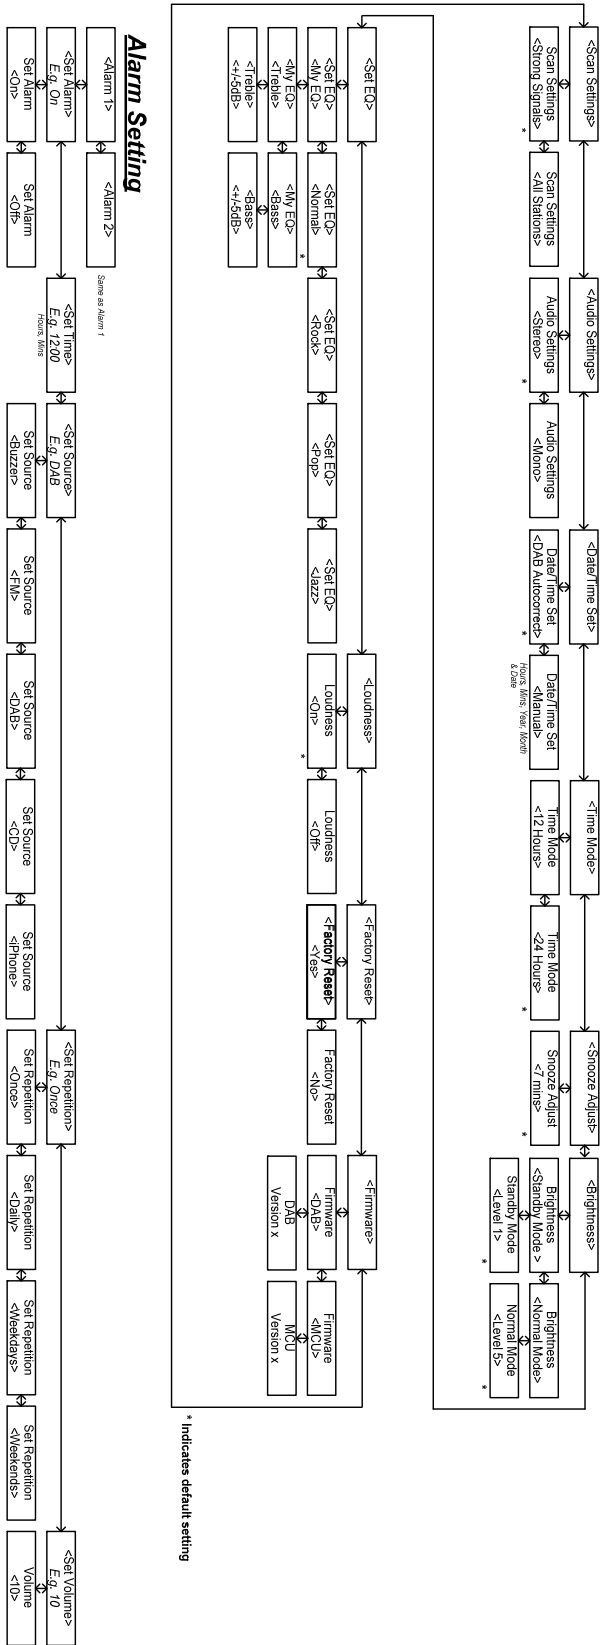 <Scan Settings>
Scan Settings
<Strong Signals>
*
Scan Settings
<All Stations>
<Audio Settings>
Audio Settings
<Stereo>
*
Audio Settings
<Mono>
<Date/Time Set>
Date/Time Set
<DAB Autocorrect>
*
Date/Time Set
<Manual>
Hours, Mins, Year, Month
& Date
<Time Mode>
Time Mode
<12 Hours>
Time Mode
<24 Hours>
*
<Snooze Adjust>
Snooze Adjust
<7 mins>
*
<Brightness>
Brightness
<Standby Mode >
Standby Mode
<Level 1>
*
Brightness
<Normal Mode>
Normal Mode
<Level 5>
*
<Set EQ>
<Set EQ>
<My EQ>
<My EQ>
<Treble>
<Treble>
<+/-5dB>
<Set EQ>
<Normal>
*
<My EQ>
<Bass>
<Bass>
<+/-5dB>
<Set EQ>
<Rock>
<Set EQ>
<Pop>
<Set EQ>
<Jazz>
<Loudness>
Loudness
<On>
*
Loudness
<Off>
<Factory Reset>
<Factory Reset>
<Yes>
Factory Reset
<No>
<Firmware>
Firmware
<DAB>
DAB
Version x
Firmware
<MCU>
MCU
Version x
* Indicates default setting
Alarm Setting
<Alarm 1>
<Alarm 2>
Same as Alarm 1
<Set Alarm>
E.g. On
Set Alarm
<On>
Set Alarm
<Off>
<Set Time>
E.g. 12:00
Hours, Mins
<Set Source>
E.g. DAB
Set Source
<Buzzer>
Set Source
<FM>
Set Source
<DAB>
Set Source
<CD>
Set Source
<iPhone>
<Set Repetition>
E.g. Once
Set Repetition
<Once>
Set Repetition
<Daily>
Set Repetition
<Weekdays>
Set Repetition
<Weekends>
<Set Volume>
E.g. 10
Volume
<10>